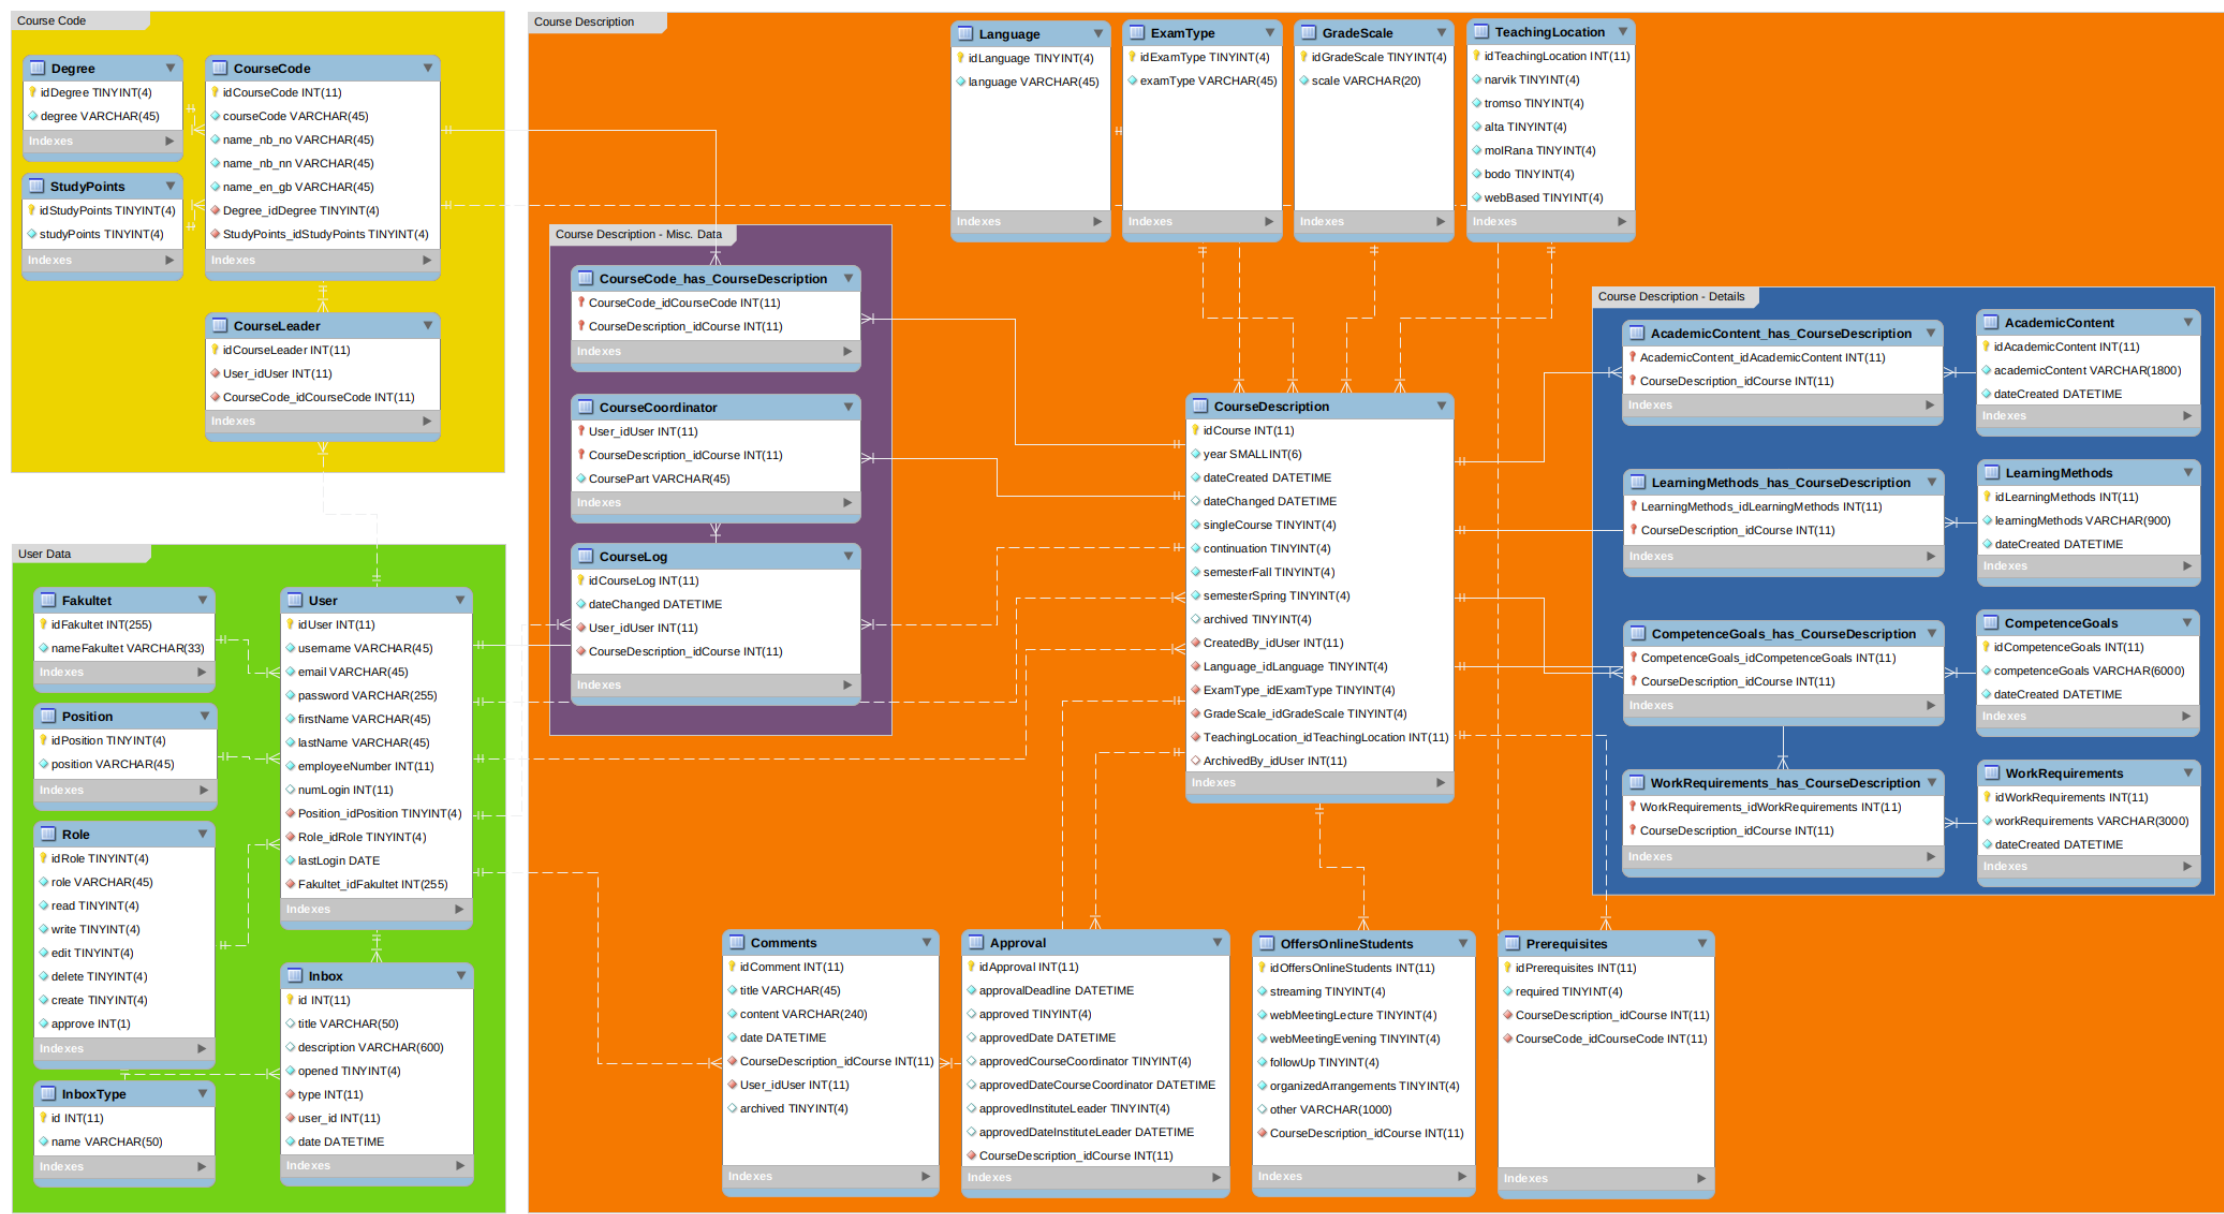 Course Code
Degree
idDegree TINYINT(4)
degree VARCHAR(45)
Indexes
StudyPoints
idStudyPoints TINYINT(4)
studyPoints TINYINT(4)
Indexes
CourseCode
idCourseCode INT(11)
courseCode VARCHAR(45)
name_nb_no VARCHAR(45)
name_nb_nn VARCHAR(45)
name_en_gb VARCHAR(45)
Degree_idDegree TINYINT(4)
StudyPoints_idStudyPoints TINYINT(4)
Indexes
CourseLeader
idCourseLeader INT(11)
User_idUser INT(11)
CourseCode_idCourseCode INT(11)
Indexes
User Data
Fakultet
idFakultet INT(255)
nameFakultet VARCHAR(33)
Indexes
Position
idPosition TINYINT(4)
position VARCHAR(45)
Indexes
Role
idRole TINYINT(4)
role VARCHAR(45)
read TINYINT(4)
write TINYINT(4)
edit TINYINT(4)
delete TINYINT(4)
create TINYINT(4)
approve INT(1)
Indexes
InboxType
id INT(11)
name VARCHAR(50)
Indexes
User
idUser INT(11)
username VARCHAR(45)
email VARCHAR(45)
password VARCHAR(255)
firstName VARCHAR(45)
lastName VARCHAR(45)
employeeNumber INT(11)
numLogin INT(11)
Position_idPosition TINYINT(4)
Role_idRole TINYINT(4)
lastLogin DATE
Fakultet_idFakultet INT(255)
Indexes
Inbox
id INT(11)
title VARCHAR(50)
description VARCHAR(600)
opened TINYINT(4)
type INT(11)
user_id INT(11)
date DATETIME
Indexes
Course Description
Language
idLanguage TINYINT(4)
language VARCHAR(45)
Indexes
ExamType
idExamType TINYINT(4)
examType VARCHAR(45)
Indexes
GradeScale
idGradeScale TINYINT(4)
scale VARCHAR(20)
Indexes
TeachingLocation
idTeachingLocation INT(11)
narvik TINYINT(4)
tromso TINYINT(4)
alta TINYINT(4)
moIRana TINYINT(4)
bodo TINYINT(4)
webBased TINYINT(4)
Indexes
Course Description - Misc. Data
CourseCode_has_CourseDescription
CourseCode_idCourseCode INT(11)
CourseDescription_idCourse INT(11)
Indexes
CourseCoordinator
User_idUser INT(11)
CourseDescription_idCourse INT(11)
CoursePart VARCHAR(45)
Indexes
CourseLog
idCourseLog INT(11)
dateChanged DATETIME
User_idUser INT(11)
CourseDescription_idCourse INT(11)
Indexes
CourseDescription
idCourse INT(11)
year SMALLINT(6)
dateCreated DATETIME
dateChanged DATETIME
singleCourse TINYINT(4)
continuation TINYINT(4)
semesterFall TINYINT(4)
semesterSpring TINYINT(4)
archived TINYINT(4)
CreatedBy_idUser INT(11)
Language_idLanguage TINYINT(4)
ExamType_idExamType TINYINT(4)
GradeScale_idGradeScale TINYINT(4)
TeachingLocation_idTeachingLocation INT(11)
ArchivedBy_idUser INT(11)
Indexes
Course Description - Details
AcademicContent_has_CourseDescription
AcademicContent_idAcademicContent INT(11)
CourseDescription_idCourse INT(11)
Indexes
AcademicContent
idAcademicContent INT(11)
academicContent VARCHAR(1800)
dateCreated DATETIME
Indexes
LearningMethods_has_CourseDescription
LearningMethods_idLearningMethods INT(11)
CourseDescription_idCourse INT(11)
Indexes
LearningMethods
idLearningMethods INT(11)
learningMethods VARCHAR(900)
dateCreated DATETIME
Indexes
CompetenceGoals_has_CourseDescription
CompetenceGoals_idCompetenceGoals INT(11)
CourseDescription_idCourse INT(11)
Indexes
CompetenceGoals
idCompetenceGoals INT(11)
competenceGoals VARCHAR(6000)
dateCreated DATETIME
Indexes
WorkRequirements_has_CourseDescription
WorkRequirements_idWorkRequirements INT(11)
CourseDescription_idCourse INT(11)
Indexes
WorkRequirements
idWorkRequirements INT(11)
workRequirements VARCHAR(3000)
dateCreated DATETIME
Indexes
Comments
idComment INT(11)
title VARCHAR(45)
content VARCHAR(240)
date DATETIME
CourseDescription_idCourse INT(11)
User_idUser INT(11)
archived TINYINT(4)
Indexes
Approval
idApproval INT(11)
approvalDeadline DATETIME
approved TINYINT(4)
approvedDate DATETIME
approvedCourseCoordinator TINYINT(4)
approvedDateCourseCoordinator DATETIME
approvedInstituteLeader TINYINT(4)
approvedDateInstituteLeader DATETIME
CourseDescription_idCourse INT(11)
Indexes
OffersOnlineStudents
idOffersOnlineStudents INT(11)
streaming TINYINT(4)
webMeetingLecture TINYINT(4)
webMeetingEvening TINYINT(4)
followUp TINYINT(4)
organizedArrangements TINYINT(4)
other VARCHAR(1000)
CourseDescription_idCourse INT(11)
Indexes
Prerequisites
idPrerequisites INT(11)
required TINYINT(4)
CourseDescription_idCourse INT(11)
CourseCode_idCourseCode INT(11)
Indexes